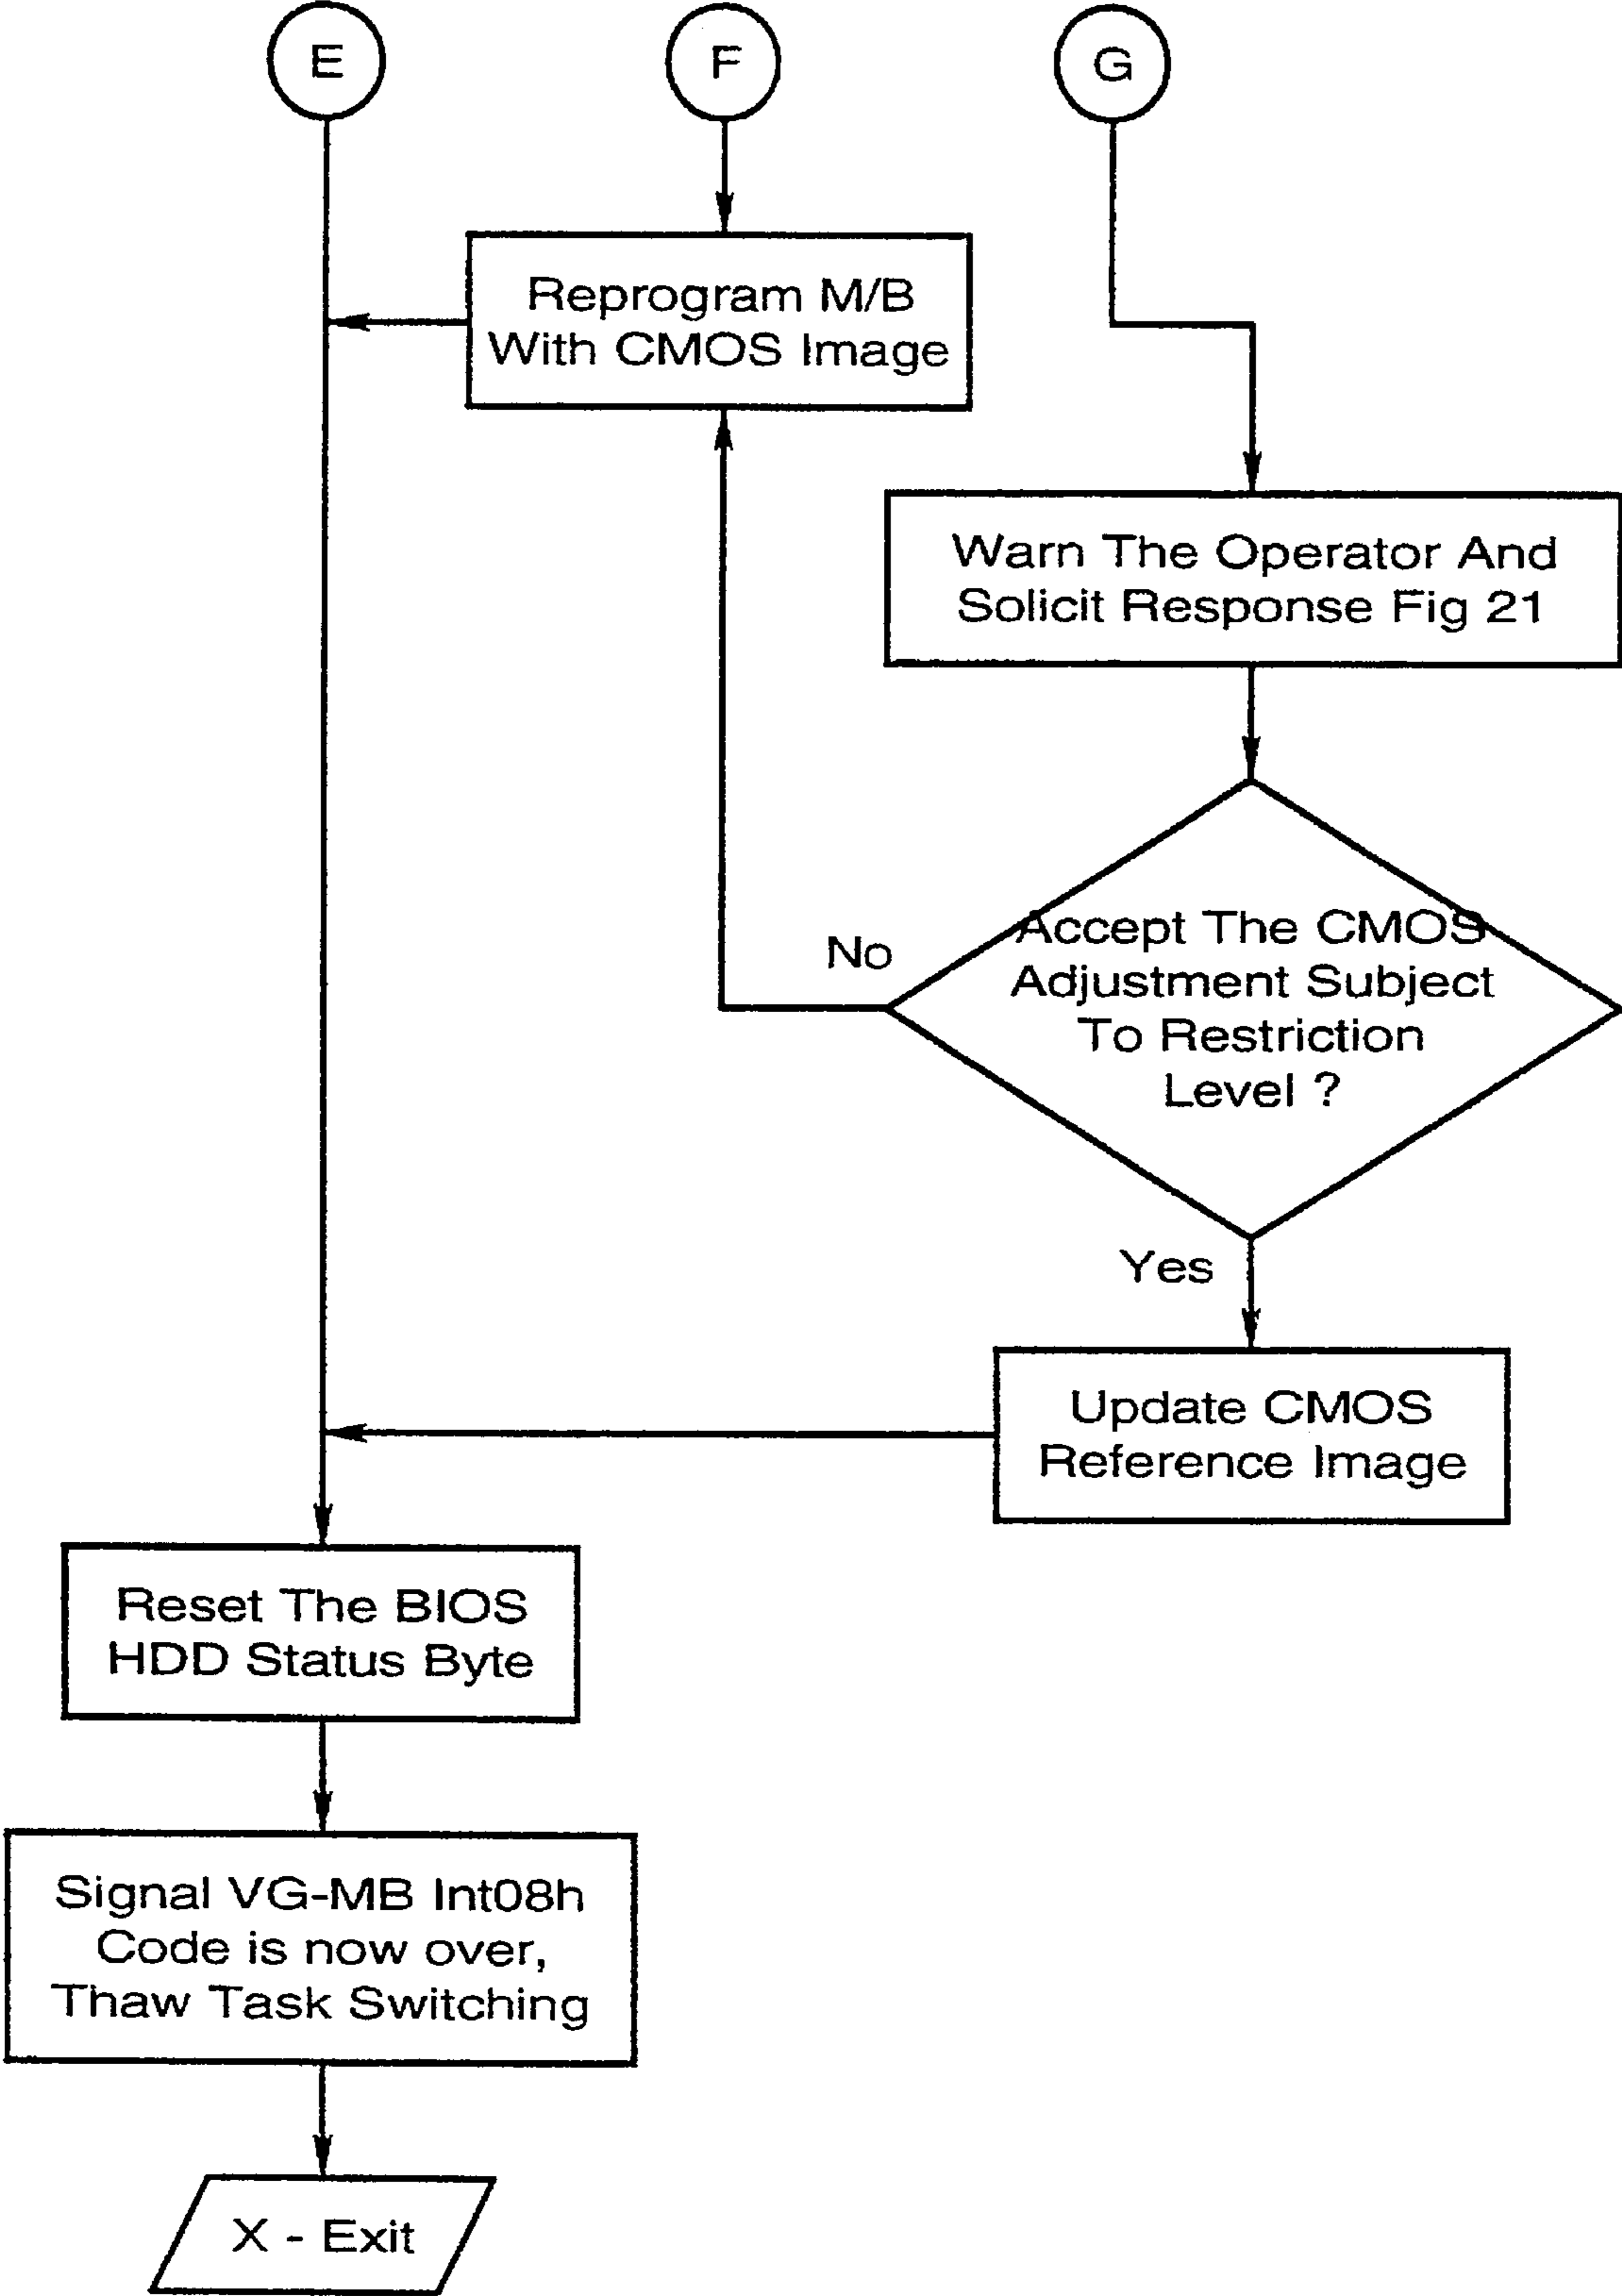 E
F
G
Reprogram M/B
With CMOS Image
Warn The Operator And
Solicit Response Fig 21
No
Accept The CMOS
Adjustment Subject
To Restriction
Level ?
Yes
Update CMOS
Reference Image
Reset The BIOS
HDD Status Byte
Signal VG-MB Int08h
Code is now over,
Thaw Task Switching
X - Exit